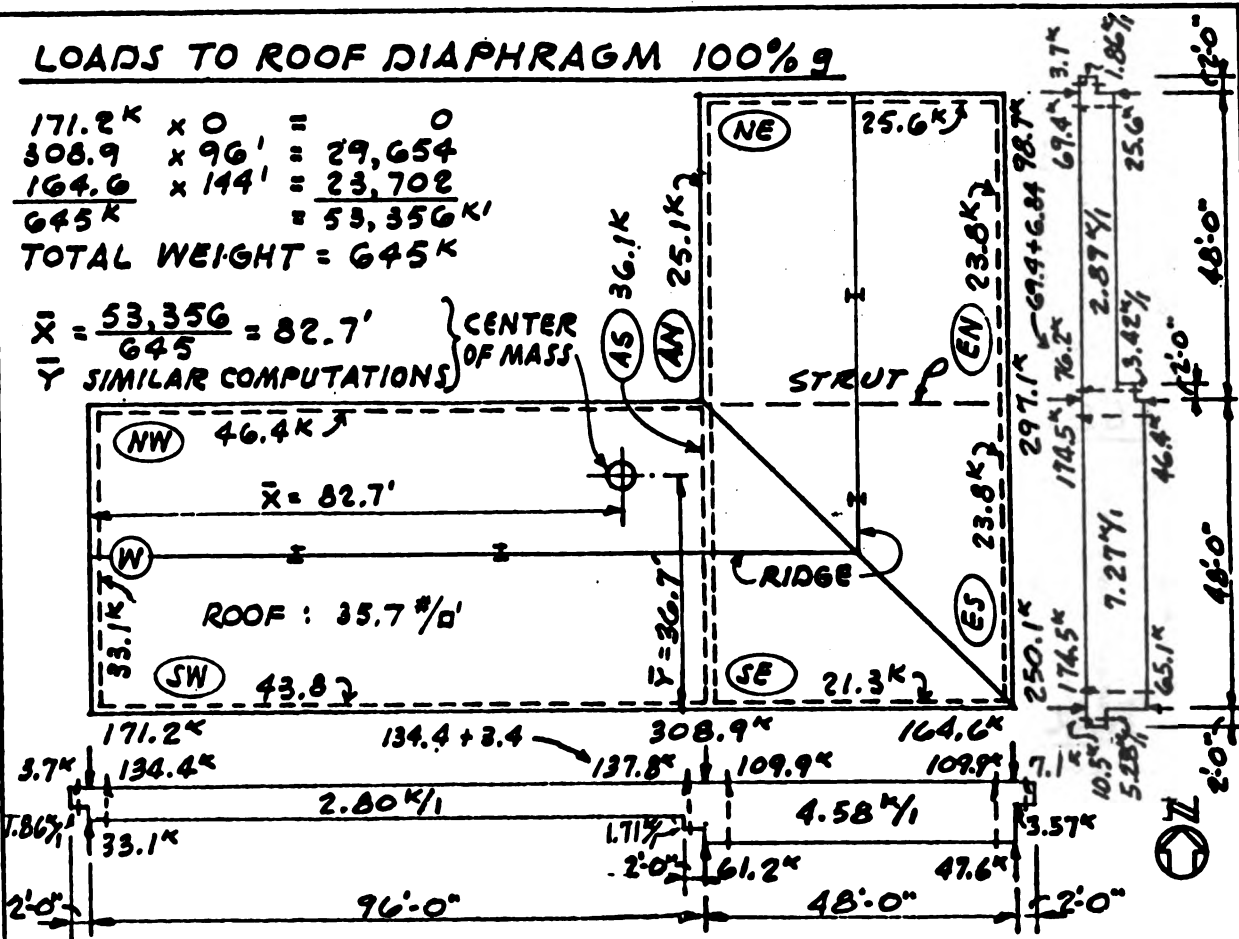 LOADS TO ROOF DIAPHRAGM 100% g
171.2ᴷ x 0 = 0
308.9 x 96' = 29,654
164.6 x 144' = 23,702
645ᴷ = 53,356ᴷ'
TOTAL WEIGHT = 645ᴷ
X̄ = 53,356 = 82.7'
645
Ȳ SIMILAR COMPUTATIONS
CENTER
OF MASS
NE
25.6ᴷ
36.1ᴷ
25.1ᴷ
AS
AN
23.8ᴷ
EN
STRUT
NW
46.4ᴷ
X̄ = 82.7'
W
33.1ᴷ
ROOF : 35.7 #/□'
RIDGE
Ȳ = 36.7'
23.8ᴷ
ES
SW
43.8
SE
21.3ᴷ
98.7ᴷ
69.4+6.84
297.1ᴷ
250.1ᴷ
3.7ᴷ
1.86ᴷ/1
69.4ᴷ
25.6ᴷ
2.89ᴷ/1
76.2ᴷ
3.42ᴷ/1
174.5ᴷ
46.4ᴷ
7.27ᴷ/1
174.5ᴷ
65.1ᴷ
10.5ᴷ
5.28ᴷ/1
2'-0"
48'-0"
2'-0"
48'-0"
2'-0"
171.2ᴷ
134.4 + 3.4
308.9ᴷ
164.6ᴷ
3.7ᴷ
134.4ᴷ
137.8ᴷ
109.9ᴷ
109.9ᴷ
7.1ᴷ
2.80ᴷ/1
4.58ᴷ/1
1.86ᴷ/1
33.1ᴷ
1.71ᴷ/1
61.2ᴷ
47.6ᴷ
3.57ᴷ
2'-0"
2'-0"
96'-0"
48'-0"
2'-0"
N